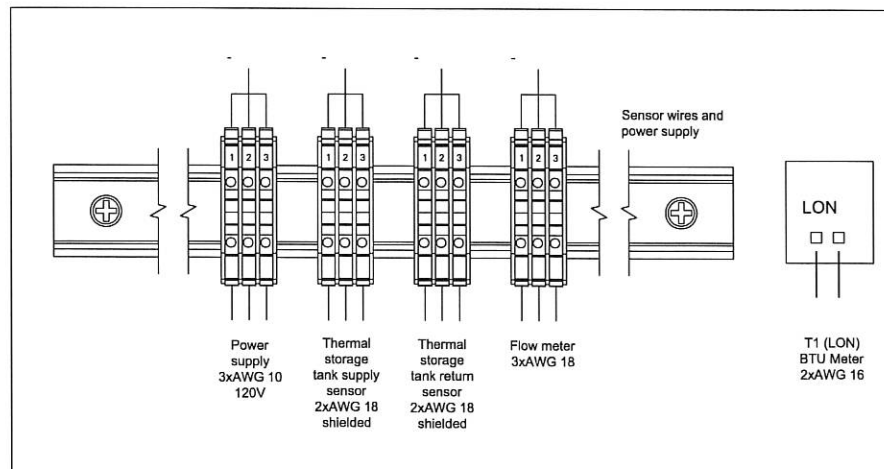 Sensor wires and
power supply
1 2 3
1 2 3
1 2 3
1 2 3
LON
Power
supply
3xAWG 10
120V
Thermal
storage
tank supply
sensor
2xAWG 18
shielded
Thermal
storage
tank return
sensor
2xAWG 18
shielded
Flow meter
3xAWG 18
T1 (LON)
BTU Meter
2xAWG 16